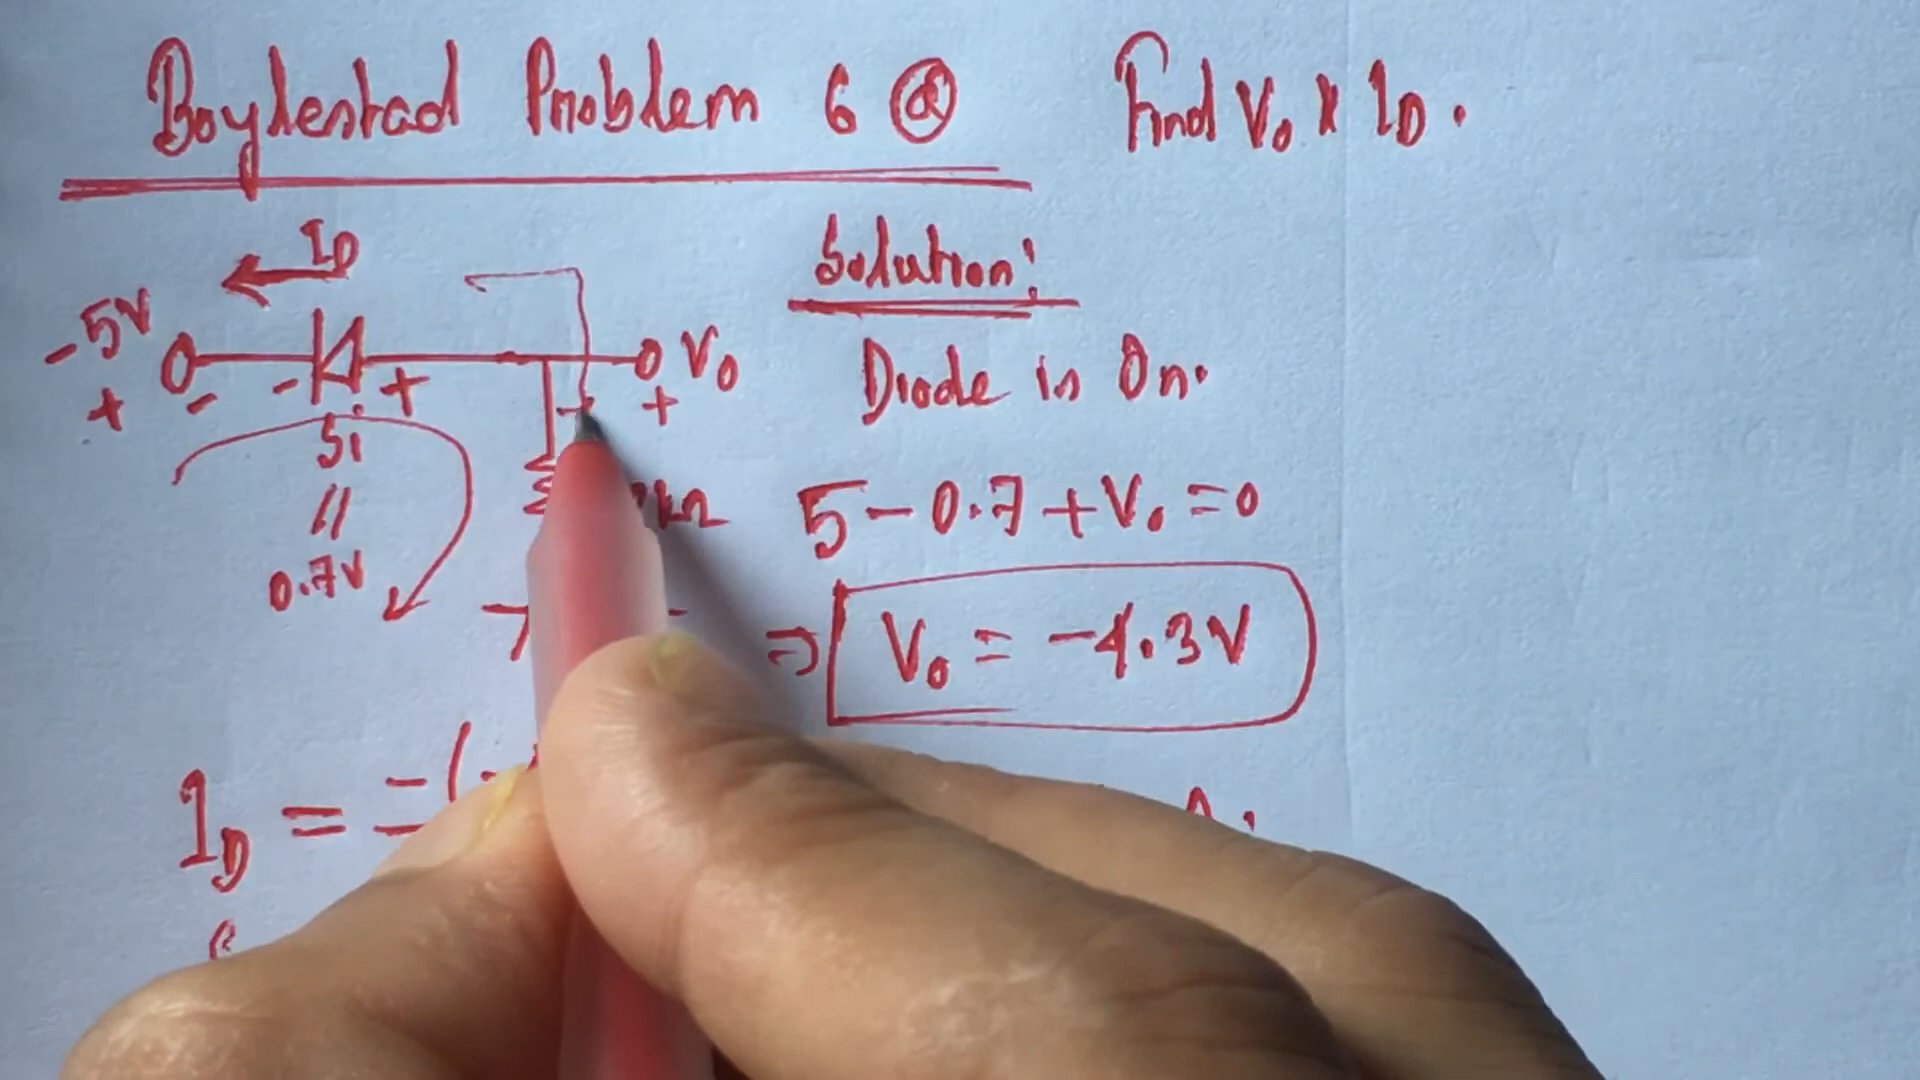 Boylestad Problem 6 ⓐ
Find V₀ & I_D.
I_D
-5V
V₀
+ - - + + +
Si
//
0.7V
kΩ
Solution:
Diode is On.
5 - 0.7 + V₀ = 0
⇒ V₀ = -4.3V
I_D = -(-